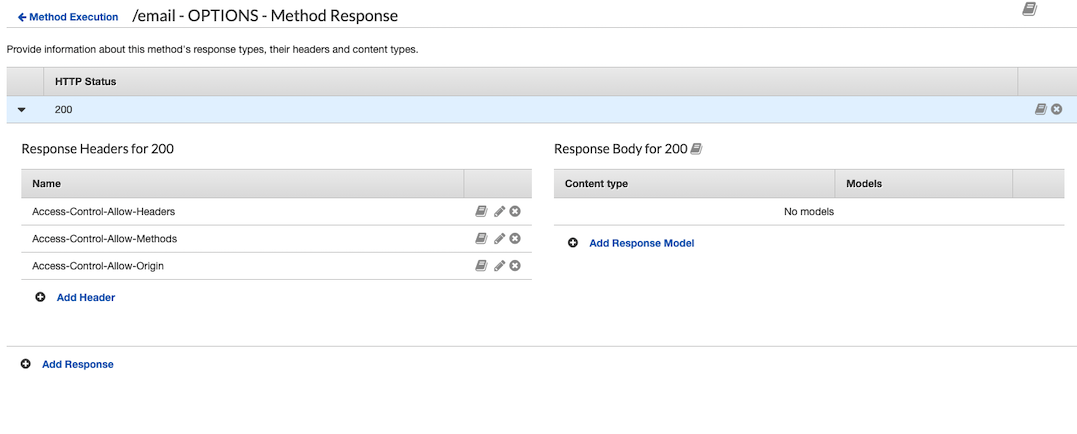 Method Execution /email - OPTIONS - Method Response
Provide information about this method's response types, their headers and content types.
HTTP Status
200
Response Headers for 200
Name
Access-Control-Allow-Headers
Access-Control-Allow-Methods
Access-Control-Allow-Origin
Add Header
Response Body for 200
Content type Models
No models
Add Response Model
Add Response